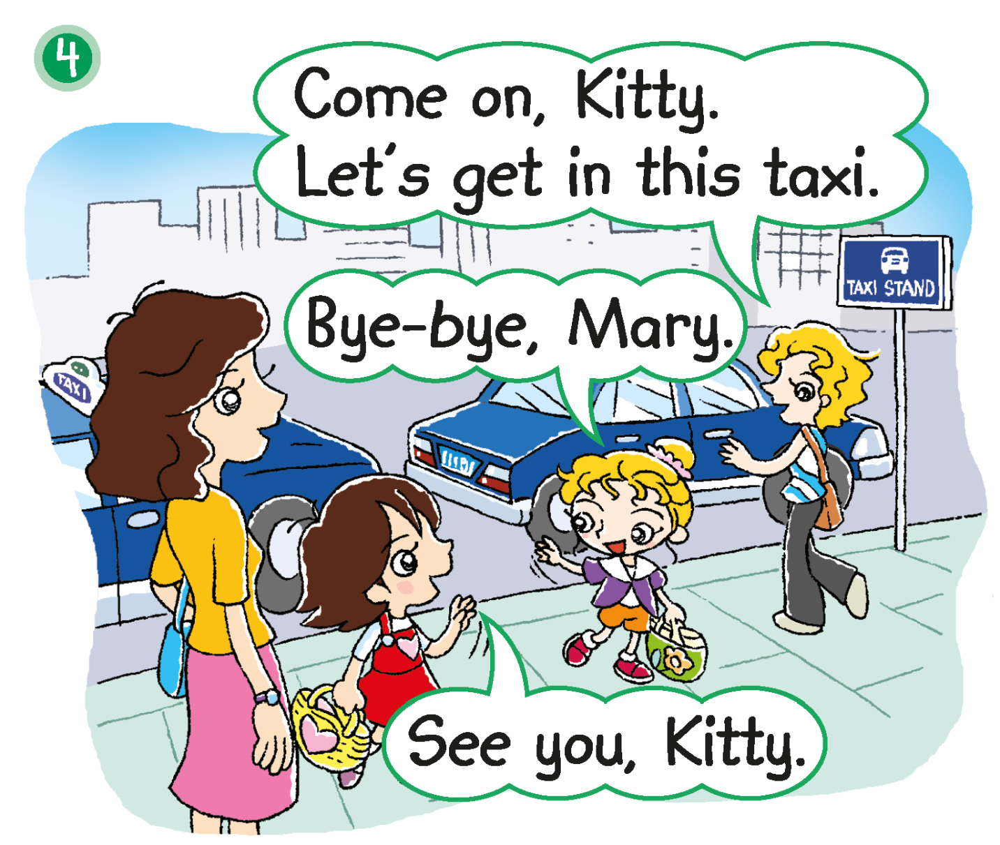 4
Come on, Kitty.
Let's get in this taxi.
TAXI STAND
Bye-bye, Mary.
TAXI
See you, Kitty.